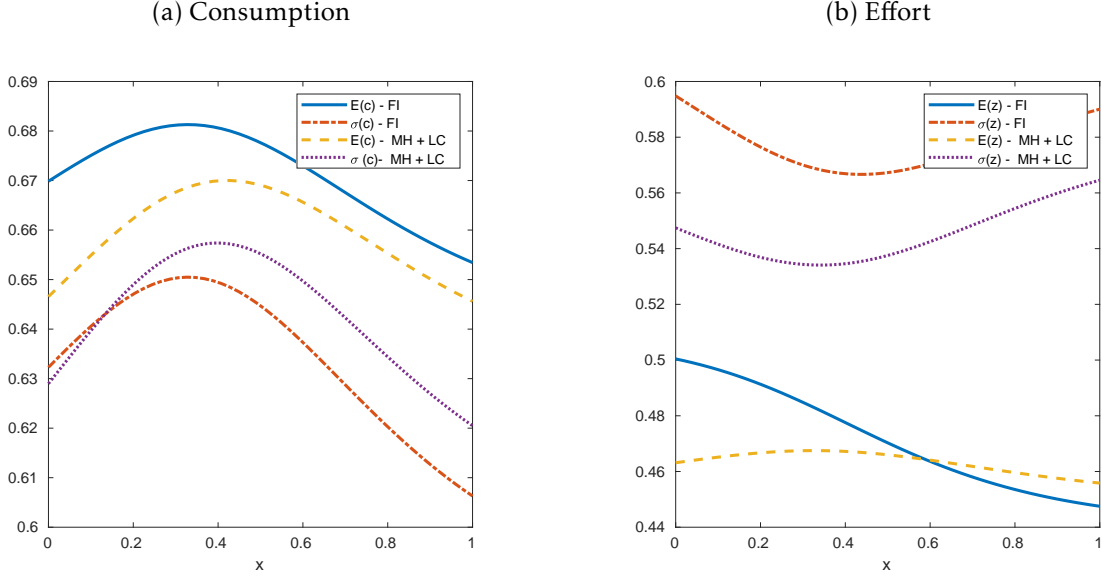 (a) Consumption
0.69
0.68
0.67
0.66
0.65
0.64
0.63
0.62
0.61
0.6
0
0.2
0.4
0.6
0.8
1
x
E(c) - FI
σ(c) - FI
E(c) -  MH + LC
σ (c)-  MH + LC
(b) Effort
0.6
0.58
0.56
0.54
0.52
0.5
0.48
0.46
0.44
0
0.2
0.4
0.6
0.8
1
x
E(z) - FI
σ(z) - FI
E(z) -  MH + LC
σ(z) -  MH + LC